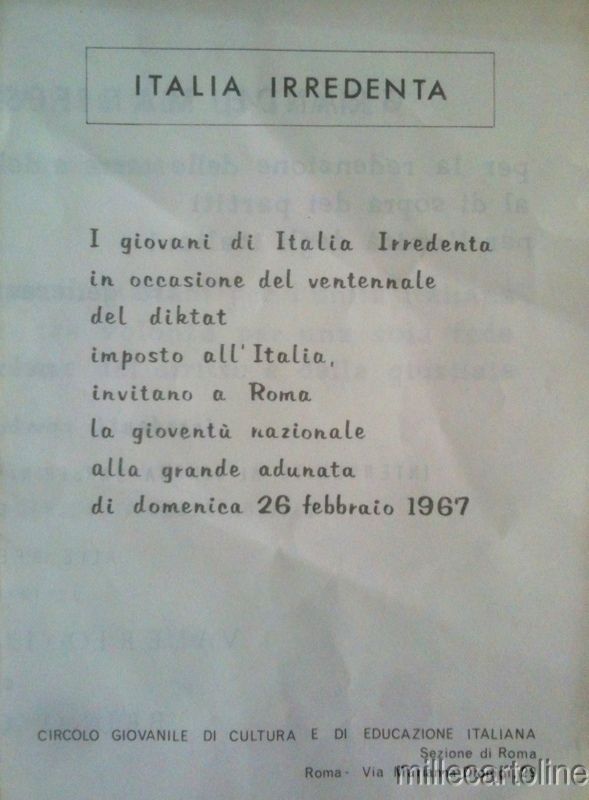 ITALIA IRREDENTA
I giovani di Italia Irredenta
in occasione del ventennale
del diktat
imposto all'Italia,
invitano a Roma
la gioventù nazionale
alla grande adunata
di domenica 26 febbraio 1967
CIRCOLO GIOVANILE DI CULTURA E DI EDUCAZIONE ITALIANA
Sezione di Roma
Roma - Via
millecartoline